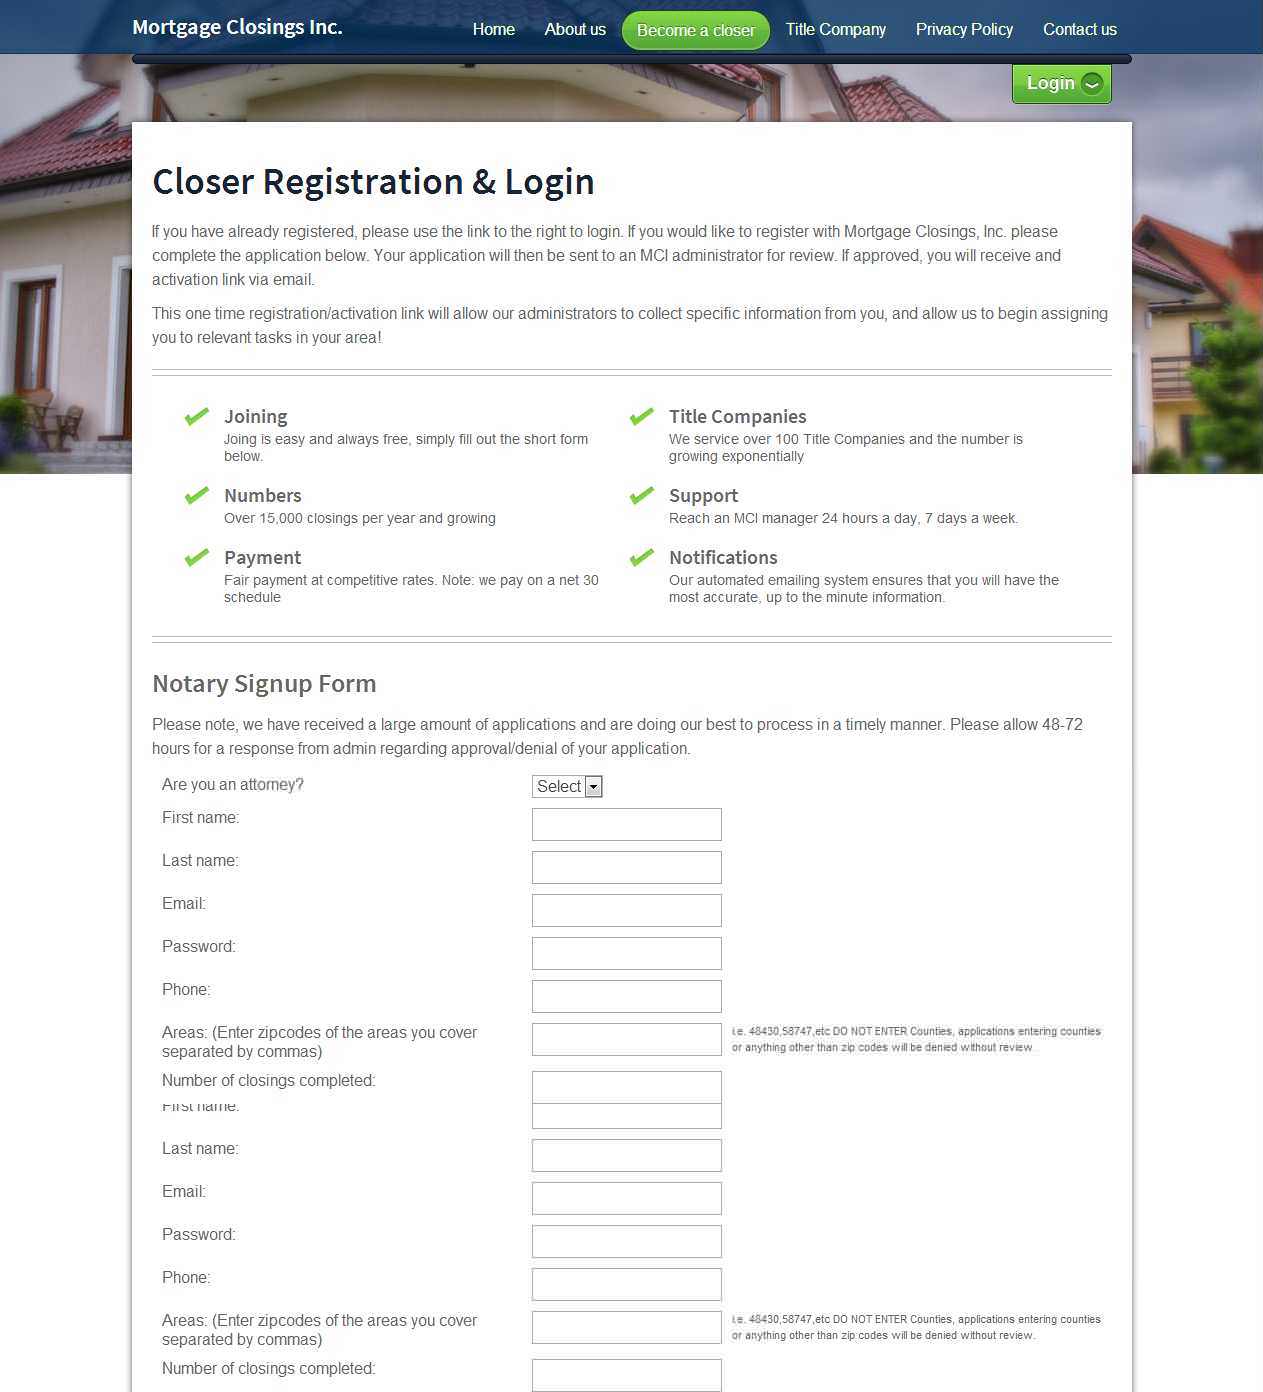 Mortgage Closings Inc.
Home About us Become a closer Title Company Privacy Policy Contact us
Login
Closer Registration & Login
If you have already registered, please use the link to the right to login. If you would like to register with Mortgage Closings, Inc. please
complete the application below. Your application will then be sent to an MCI administrator for review. If approved, you will receive and
activation link via email.
This one time registration/activation link will allow our administrators to collect specific information from you, and allow us to begin assigning
you to relevant tasks in your area!
Joining
Joing is easy and always free, simply fill out the short form
below.
Title Companies
We service over 100 Title Companies and the number is
growing exponentially
Numbers
Over 15,000 closings per year and growing
Support
Reach an MCI manager 24 hours a day, 7 days a week.
Payment
Fair payment at competitive rates. Note: we pay on a net 30
schedule
Notifications
Our automated emailing system ensures that you will have the
most accurate, up to the minute information.
Notary Signup Form
Please note, we have received a large amount of applications and are doing our best to process in a timely manner. Please allow 48-72
hours for a response from admin regarding approval/denial of your application.
Are you an attorney? Select
First name:
Last name:
Email:
Password:
Phone:
Areas: (Enter zipcodes of the areas you cover
separated by commas)
i.e. 48430,58747,etc DO NOT ENTER Counties, applications entering counties
or anything other than zip codes will be denied without review.
Number of closings completed:
First name:
Last name:
Email:
Password:
Phone:
Areas: (Enter zipcodes of the areas you cover
separated by commas)
i.e. 48430,58747,etc DO NOT ENTER Counties, applications entering counties
or anything other than zip codes will be denied without review.
Number of closings completed: